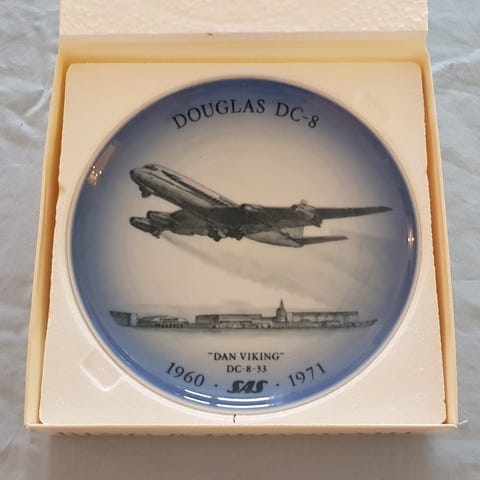 DOUGLAS DC-8
"DAN VIKING"
DC-8-33
1960 · SAS · 1971